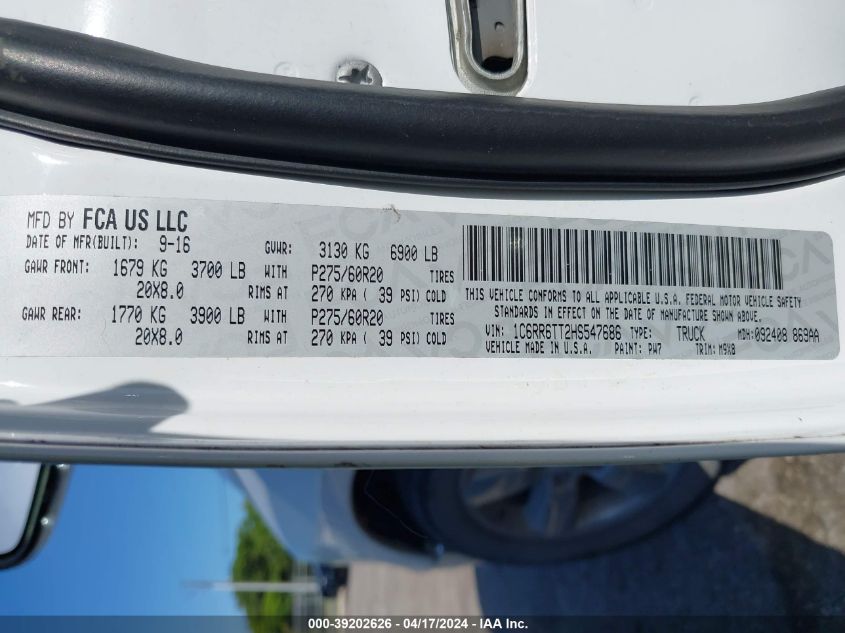 MFD BY FCA US LLC
DATE OF MFR(BUILT): 9-16 GVWR: 3130 KG 6900 LB
GAWR FRONT: 1679 KG 3700 LB WITH P275/60R20 TIRES
20X8.0 RIMS AT 270 KPA ( 39 PSI) COLD
GAWR REAR: 1770 KG 3900 LB WITH P275/60R20 TIRES
20X8.0 RIMS AT 270 KPA ( 39 PSI) COLD
THIS VEHICLE CONFORMS TO ALL APPLICABLE U.S.A. FEDERAL MOTOR VEHICLE SAFETY
STANDARDS IN EFFECT ON THE DATE OF MANUFACTURE SHOWN ABOVE.
VIN: 1C6RR6TT2HS547686 TYPE: TRUCK MDH:092408 869AA
VEHICLE MADE IN U.S.A. PAINT: PW7 TRIM: M9X8
000-39202626 - 04/17/2024 - IAA Inc.